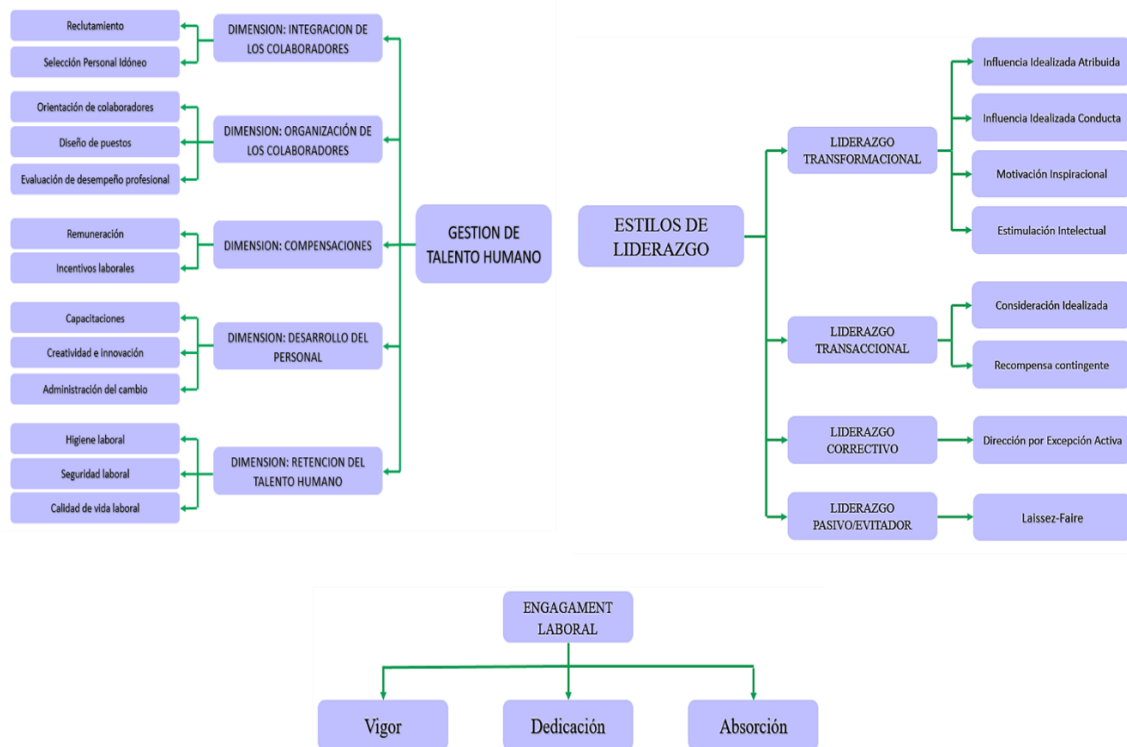 Reclutamiento
Selección Personal Idóneo
DIMENSION: INTEGRACION DE
LOS COLABORADORES
Orientación de colaboradores
Diseño de puestos
Evaluación de desempeño profesional
DIMENSION: ORGANIZACIÓN DE
LOS COLABORADORES
Remuneración
Incentivos laborales
DIMENSION: COMPENSACIONES
GESTION DE
TALENTO HUMANO
Capacitaciones
Creatividad e innovación
Administración del cambio
DIMENSION: DESARROLLO DEL
PERSONAL
Higiene laboral
Seguridad laboral
Calidad de vida laboral
DIMENSION: RETENCION DEL
TALENTO HUMANO
ESTILOS DE
LIDERAZGO
LIDERAZGO
TRANSFORMACIONAL
Influencia Idealizada Atribuida
Influencia Idealizada Conducta
Motivación Inspiracional
Estimulación Intelectual
LIDERAZGO
TRANSACCIONAL
Consideración Idealizada
Recompensa contingente
LIDERAZGO
CORRECTIVO
Dirección por Excepción Activa
LIDERAZGO
PASIVO/EVITADOR
Laissez-Faire
ENGAGAMENT
LABORAL
Vigor
Dedicación
Absorción